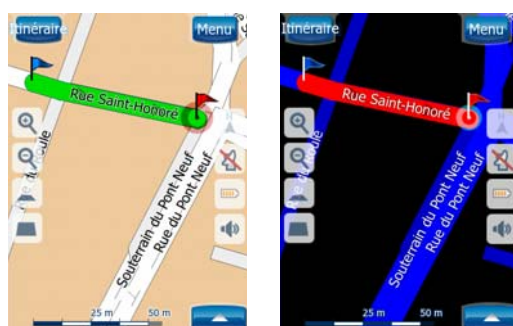 Itinéraire
Menu
Rue Saint-Honoré
Souterrain du Pont Neuf
Rue du Pont Neuf
25 m
50 m
Itinéraire
Menu
Rue Saint-Honoré
Souterrain du Pont Neuf
Rue du Pont Neuf
25 m
50 m